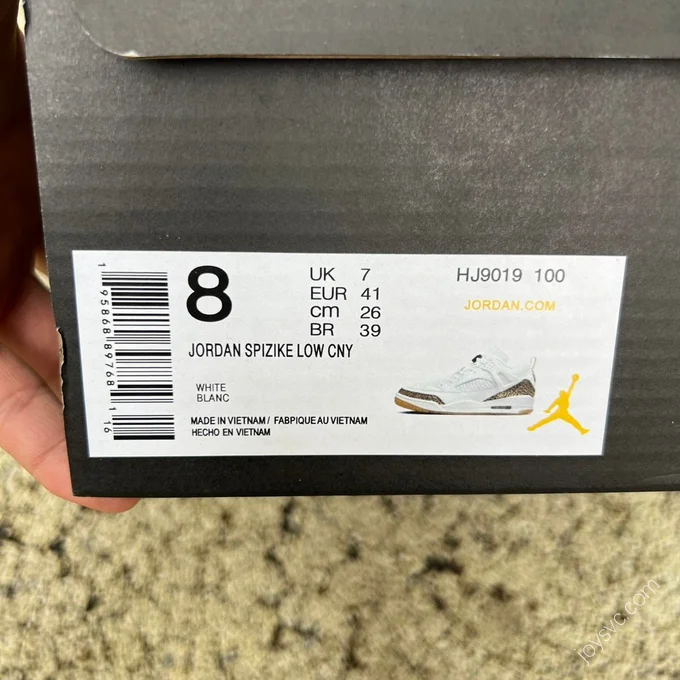 1 95868 89768 1 16
8
UK 7
EUR 41
cm 26
BR 39
HJ9019 100
JORDAN.COM
JORDAN SPIZIKE LOW CNY
WHITE
BLANC
MADE IN VIETNAM / FABRIQUE AU VIETNAM
HECHO EN VIETNAM
joysvc.com